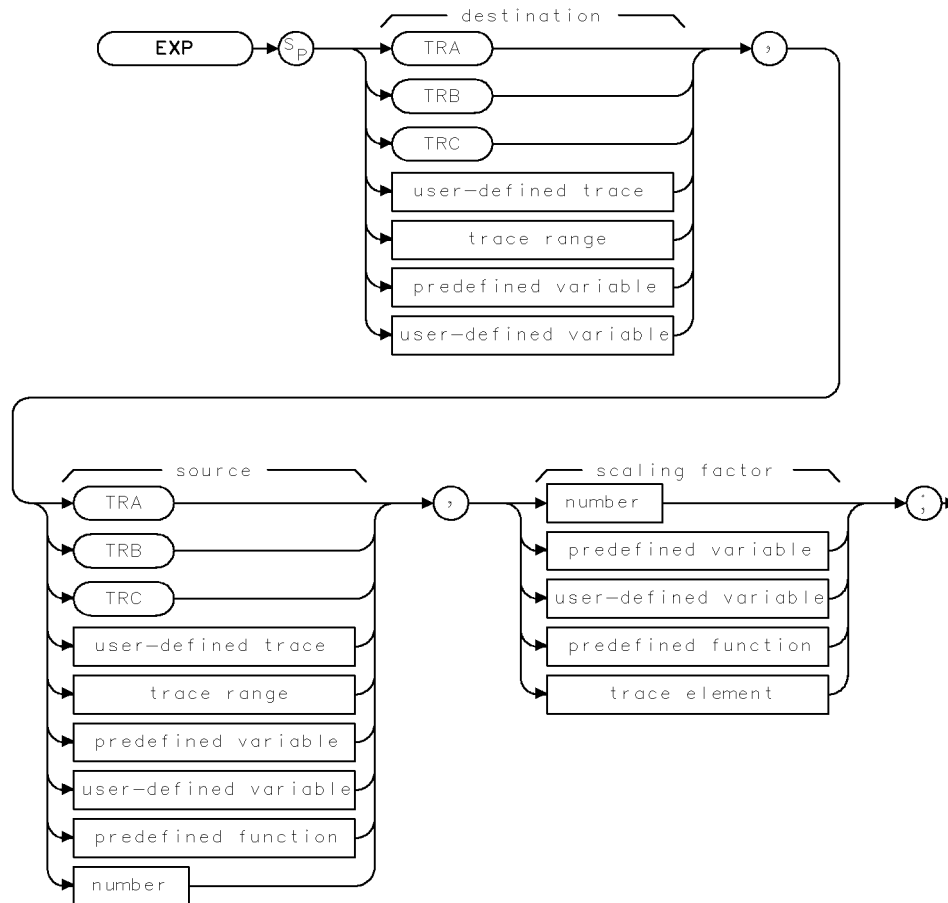 destination
EXP
SP
TRA
,
TRB
TRC
user-defined trace
trace range
predefined variable
user-defined variable
source
TRA
TRB
TRC
user-defined trace
trace range
predefined variable
user-defined variable
predefined function
number
,
scaling factor
number
predefined variable
user-defined variable
predefined function
trace element
;